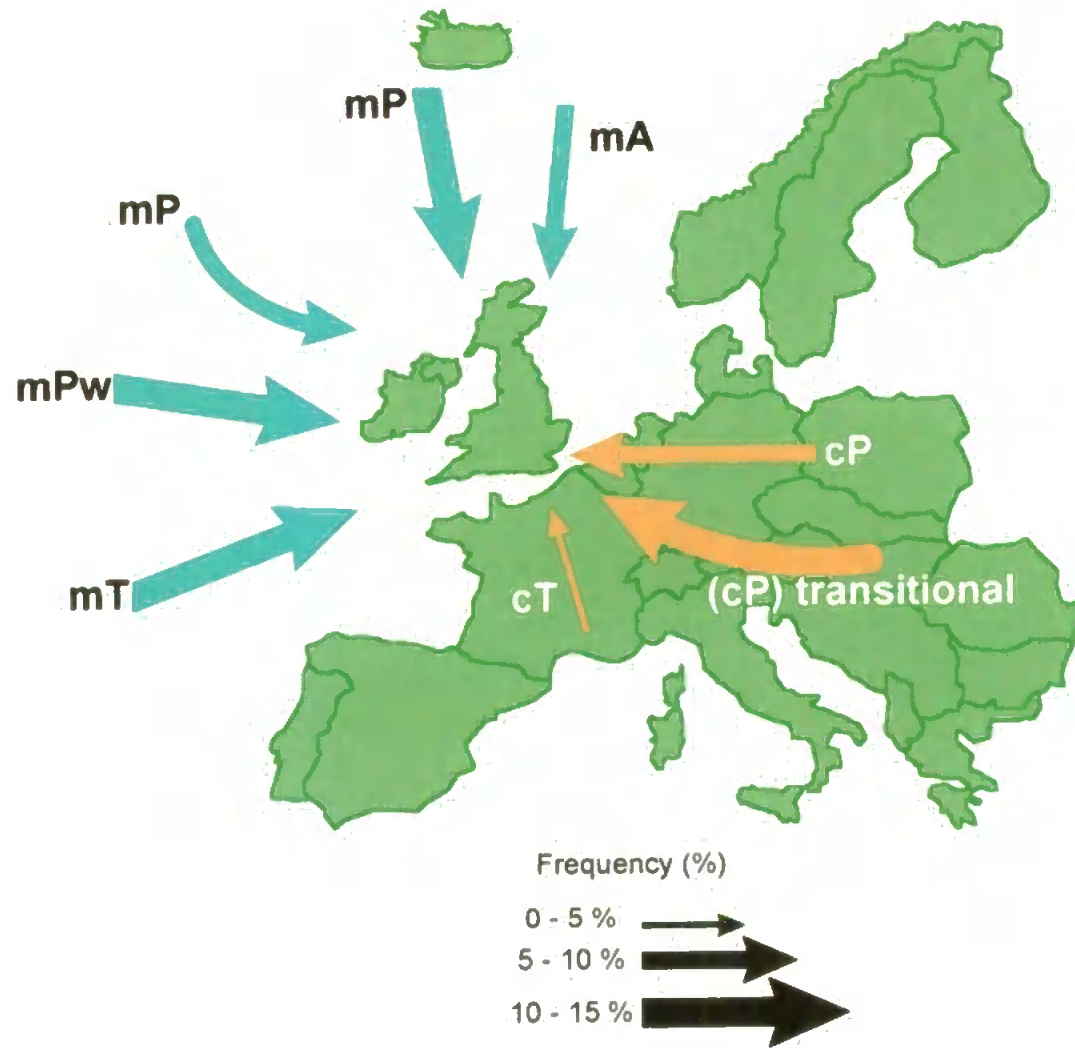 mP
mA
mP
mPw
cP
mT
cT
(cP) transitional
Frequency (%)
0 - 5 %
5 - 10 %
10 - 15 %